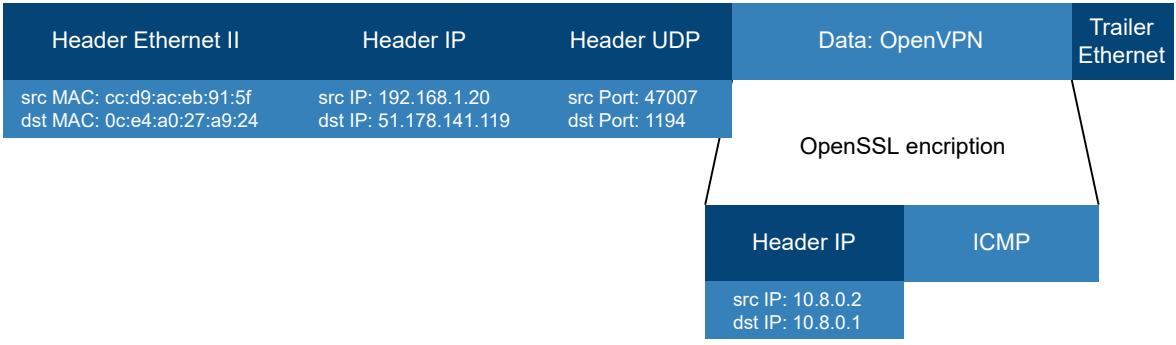 Header Ethernet II
Header IP
Header UDP
Data: OpenVPN
Trailer
Ethernet
src MAC: cc:d9:ac:eb:91:5f
dst MAC: 0c:e4:a0:27:a9:24
src IP: 192.168.1.20
dst IP: 51.178.141.119
src Port: 47007
dst Port: 1194
OpenSSL encription
Header IP
ICMP
src IP: 10.8.0.2
dst IP: 10.8.0.1